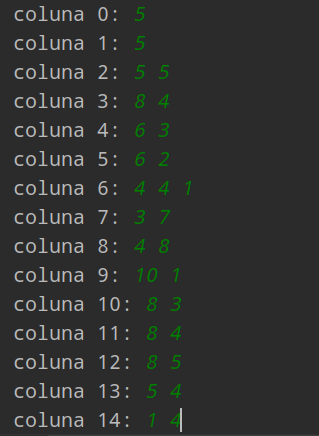 coluna 0: 5
coluna 1: 5
coluna 2: 5 5
coluna 3: 8 4
coluna 4: 6 3
coluna 5: 6 2
coluna 6: 4 4 1
coluna 7: 3 7
coluna 8: 4 8
coluna 9: 10 1
coluna 10: 8 3
coluna 11: 8 4
coluna 12: 8 5
coluna 13: 5 4
coluna 14: 1 4